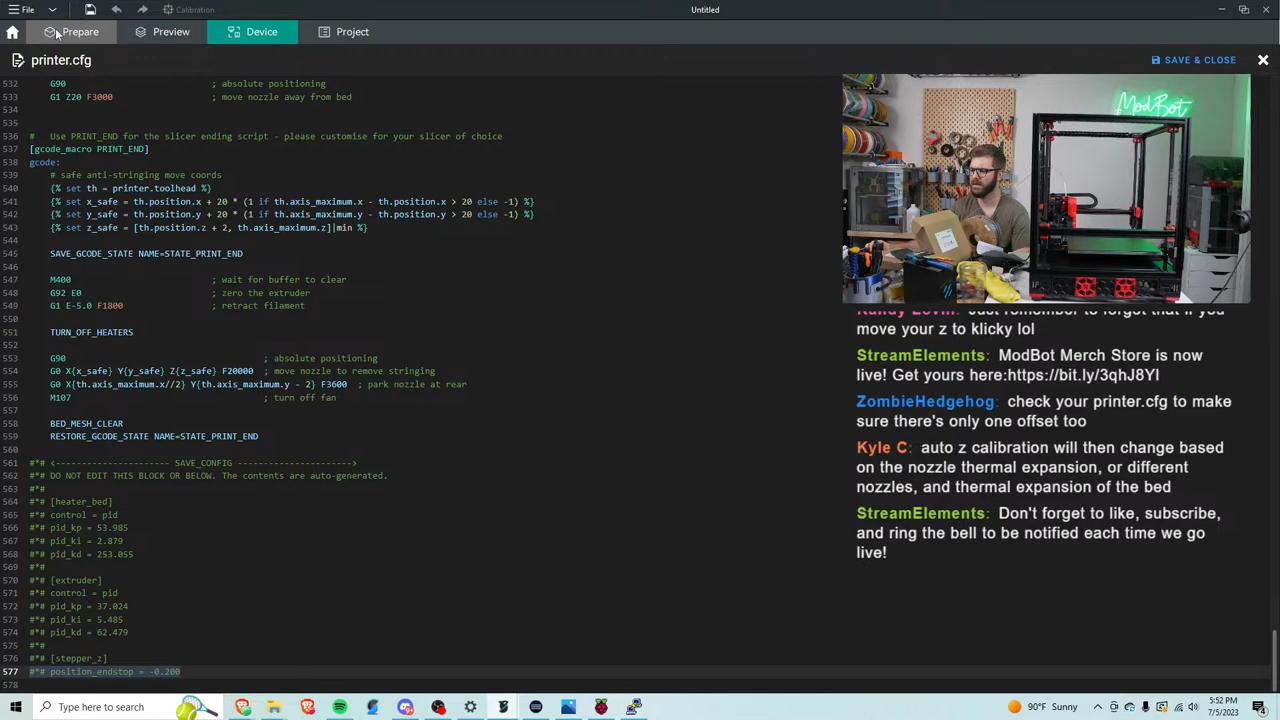 File
Calibration
Untitled
Prepare
Preview
Device
Project
printer.cfg
SAVE & CLOSE
532 G90 ; absolute positioning
533 G1 Z20 F3000 ; move nozzle away from bed
534
535
536 # Use PRINT_END for the slicer ending script - please customise for your slicer of choice
537 [gcode_macro PRINT_END]
538 gcode:
539 # safe anti-stringing move coords
540 {% set th = printer.toolhead %}
541 {% set x_safe = th.position.x + 20 * (1 if th.axis_maximum.x - th.position.x > 20 else -1) %}
542 {% set y_safe = th.position.y + 20 * (1 if th.axis_maximum.y - th.position.y > 20 else -1) %}
543 {% set z_safe = [th.position.z + 2, th.axis_maximum.z]|min %}
544
545 SAVE_GCODE_STATE NAME=STATE_PRINT_END
546
547 M400 ; wait for buffer to clear
548 G92 E0 ; zero the extruder
549 G1 E-5.0 F1800 ; retract filament
550
551 TURN_OFF_HEATERS
552
553 G90 ; absolute positioning
554 G0 X{x_safe} Y{y_safe} Z{z_safe} F20000 ; move nozzle to remove stringing
555 G0 X{th.axis_maximum.x//2} Y{th.axis_maximum.y - 2} F3600 ; park nozzle at rear
556 M107 ; turn off fan
557
558 BED_MESH_CLEAR
559 RESTORE_GCODE_STATE NAME=STATE_PRINT_END
560
561 #*# <---------------------- SAVE_CONFIG ---------------------->
562 #*# DO NOT EDIT THIS BLOCK OR BELOW. The contents are auto-generated.
563 #*#
564 #*# [heater_bed]
565 #*# control = pid
566 #*# pid_kp = 53.985
567 #*# pid_ki = 2.879
568 #*# pid_kd = 253.055
569 #*#
570 #*# [extruder]
571 #*# control = pid
572 #*# pid_kp = 37.024
573 #*# pid_ki = 5.485
574 #*# pid_kd = 62.479
575 #*#
576 #*# [stepper_z]
577 #*# position_endstop = -0.200
578
ModBot
move your z to klicky lol
StreamElements: ModBot Merch Store is now
live! Get yours here:https://bit.ly/3qhJ8Yl
ZombieHedgehog: check your printer.cfg to make
sure there's only one offset too
Kyle C: auto z calibration will then change based
on the nozzle thermal expansion, or different
nozzles, and thermal expansion of the bed
StreamElements: Don't forget to like, subscribe,
and ring the bell to be notified each time we go
live!
Type here to search
90°F Sunny
5:52 PM
7/5/2023
4